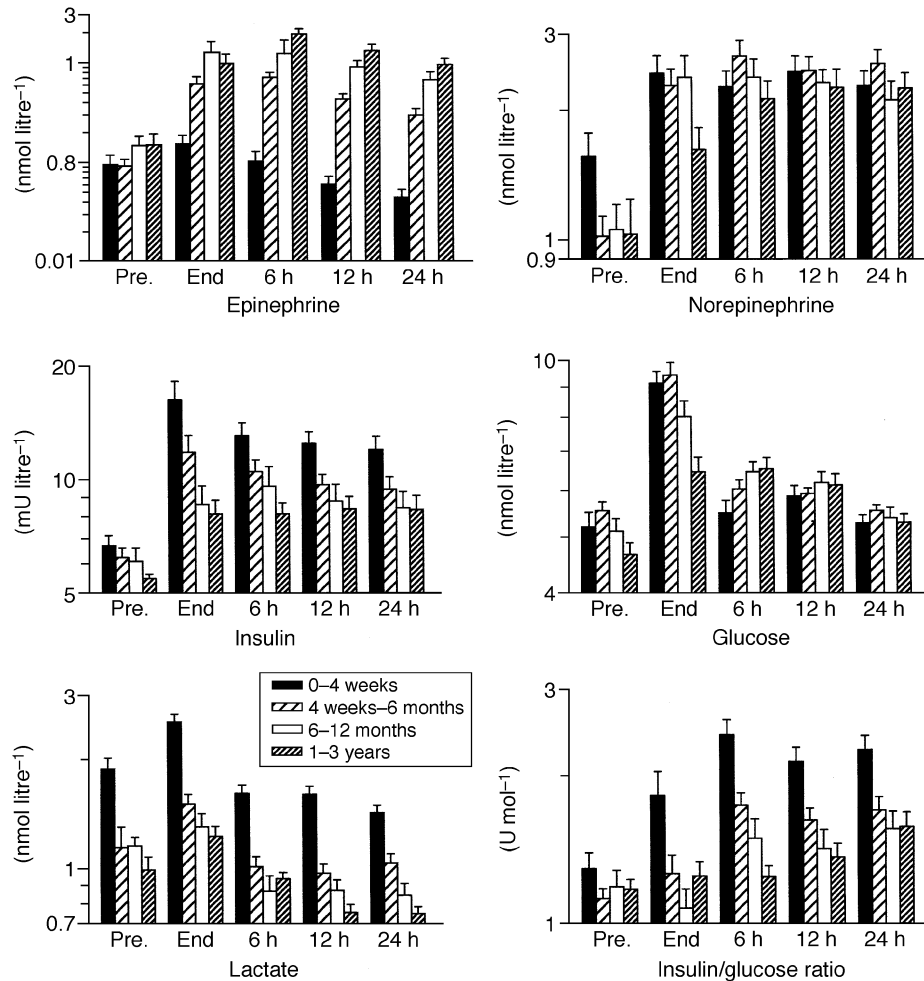 3
1
0.8
0.01
(nmol litre⁻¹)
Pre. End 6 h 12 h 24 h
Epinephrine
3
1
0.9
(nmol litre⁻¹)
Pre. End 6 h 12 h 24 h
Norepinephrine
20
10
5
(mU litre⁻¹)
Pre. End 6 h 12 h 24 h
Insulin
10
4
(nmol litre⁻¹)
Pre. End 6 h 12 h 24 h
Glucose
3
1
0.7
(nmol litre⁻¹)
0–4 weeks
4 weeks–6 months
6–12 months
1–3 years
Pre. End 6 h 12 h 24 h
Lactate
3
1
(U mol⁻¹)
Pre. End 6 h 12 h 24 h
Insulin/glucose ratio